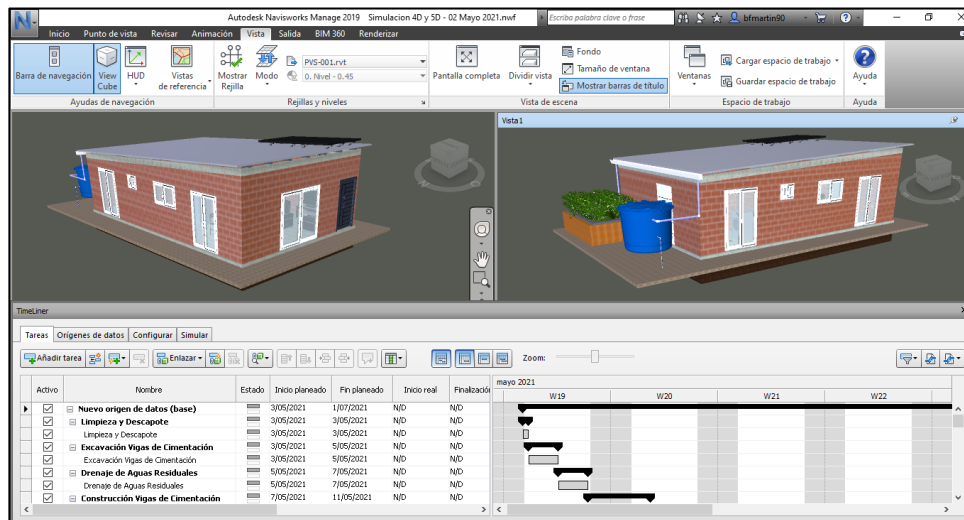 Autodesk Navisworks Manage 2019 Simulacion 4D y 5D - 02 Mayo 2021.nwf
Escriba palabra clave o frase
bfmartin90
Inicio Punto de vista Revisar Animación Vista Salida BIM 360 Renderizar
Barra de navegación
View Cube
HUD
Vistas de referencia
Mostrar Rejilla
Modo
PVS-001.rvt
0. Nivel - 0.45
Pantalla completa
Dividir vista
Fondo
Tamaño de ventana
Mostrar barras de título
Ventanas
Cargar espacio de trabajo
Guardar espacio de trabajo
Ayuda
Ayudas de navegación Rejillas y niveles Vista de escena Espacio de trabajo Ayuda
Vista1
TimeLiner
Tareas Orígenes de datos Configurar Simular
Añadir tarea Enlazar Zoom:
mayo 2021
Activo Nombre Estado Inicio planeado Fin planeado Inicio real Finalizació W19 W20 W21 W22
Nuevo origen de datos (base) 3/05/2021 1/07/2021 N/D N/D
Limpieza y Descapote 3/05/2021 3/05/2021 N/D N/D
Limpieza y Descapote 3/05/2021 3/05/2021 N/D N/D
Excavación Vigas de Cimentación 3/05/2021 5/05/2021 N/D N/D
Excavación Vigas de Cimentación 3/05/2021 5/05/2021 N/D N/D
Drenaje de Aguas Residuales 5/05/2021 7/05/2021 N/D N/D
Drenaje de Aguas Residuales 5/05/2021 7/05/2021 N/D N/D
Construcción Vigas de Cimentación 7/05/2021 11/05/2021 N/D N/D